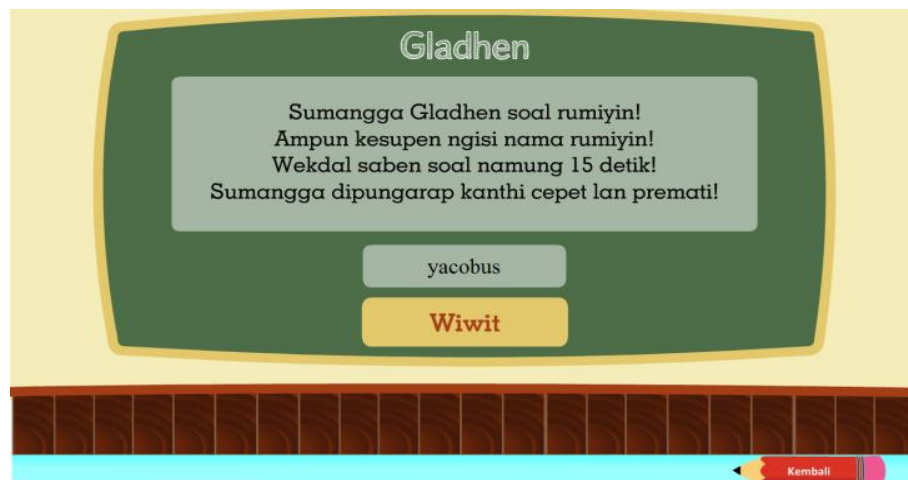 Gladhen
Sumangga Gladhen soal rumiyin!
Ampun kesupen ngisi nama rumiyin!
Wekdal saben soal namung 15 detik!
Sumangga dipungarap kanthi cepet lan premati!
yacobus
Wiwit
Kembali